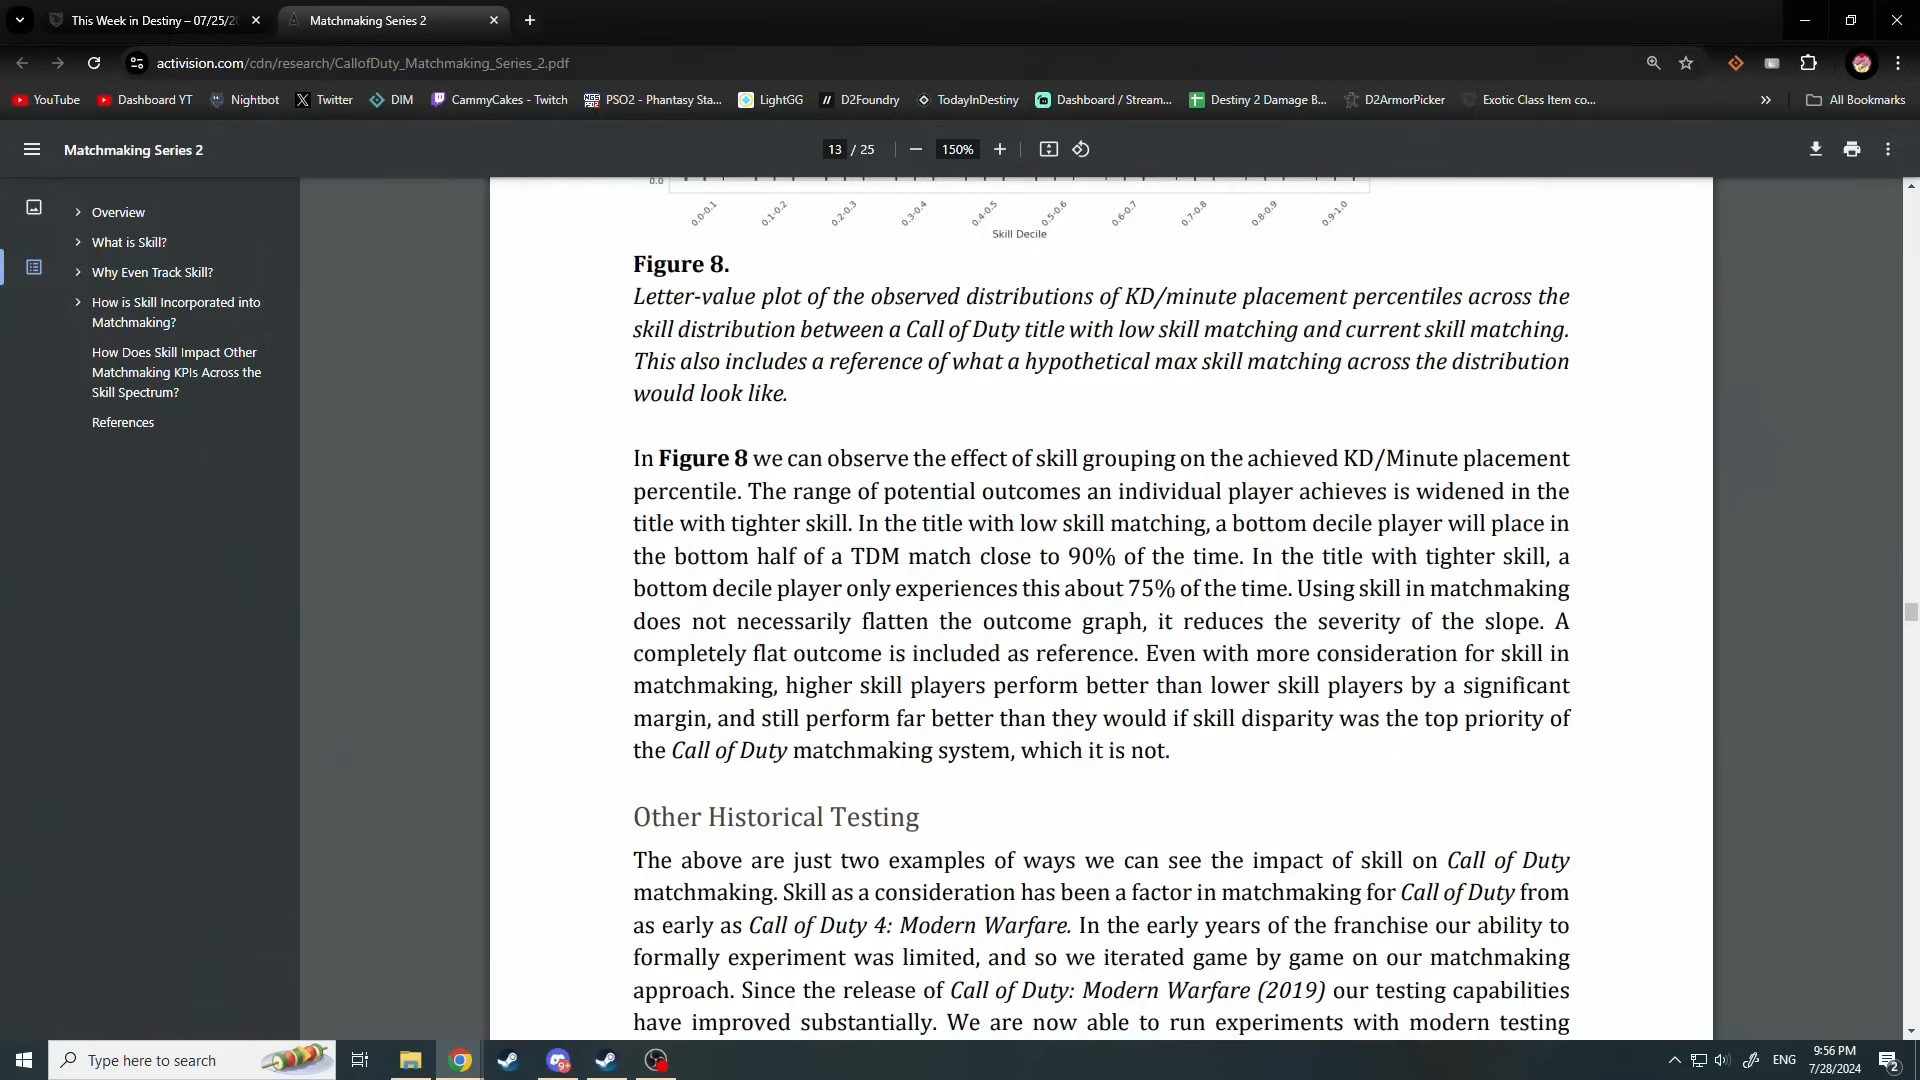 This Week in Destiny – 07/25/20
Matchmaking Series 2
activision.com/cdn/research/CallofDuty_Matchmaking_Series_2.pdf
YouTube
Dashboard YT
Nightbot
Twitter
DIM
CammyCakes - Twitch
PSO2 - Phantasy Sta...
LightGG
D2Foundry
TodayInDestiny
Dashboard / Stream...
Destiny 2 Damage B...
D2ArmorPicker
Exotic Class Item co...
All Bookmarks
Matchmaking Series 2
13 / 25
150%
Overview
What is Skill?
Why Even Track Skill?
How is Skill Incorporated into
Matchmaking?
How Does Skill Impact Other
Matchmaking KPIs Across the
Skill Spectrum?
References
0.0
0.0-0.1 0.1-0.2 0.2-0.3 0.3-0.4 0.4-0.5 0.5-0.6 0.6-0.7 0.7-0.8 0.8-0.9 0.9-1.0
Skill Decile
Figure 8.
Letter-value plot of the observed distributions of KD/minute placement percentiles across the
skill distribution between a Call of Duty title with low skill matching and current skill matching.
This also includes a reference of what a hypothetical max skill matching across the distribution
would look like.
In Figure 8 we can observe the effect of skill grouping on the achieved KD/Minute placement
percentile. The range of potential outcomes an individual player achieves is widened in the
title with tighter skill. In the title with low skill matching, a bottom decile player will place in
the bottom half of a TDM match close to 90% of the time. In the title with tighter skill, a
bottom decile player only experiences this about 75% of the time. Using skill in matchmaking
does not necessarily flatten the outcome graph, it reduces the severity of the slope. A
completely flat outcome is included as reference. Even with more consideration for skill in
matchmaking, higher skill players perform better than lower skill players by a significant
margin, and still perform far better than they would if skill disparity was the top priority of
the Call of Duty matchmaking system, which it is not.
Other Historical Testing
The above are just two examples of ways we can see the impact of skill on Call of Duty
matchmaking. Skill as a consideration has been a factor in matchmaking for Call of Duty from
as early as Call of Duty 4: Modern Warfare. In the early years of the franchise our ability to
formally experiment was limited, and so we iterated game by game on our matchmaking
approach. Since the release of Call of Duty: Modern Warfare (2019) our testing capabilities
have improved substantially. We are now able to run experiments with modern testing
Type here to search
9+
ENG
9:56 PM
7/28/2024
2